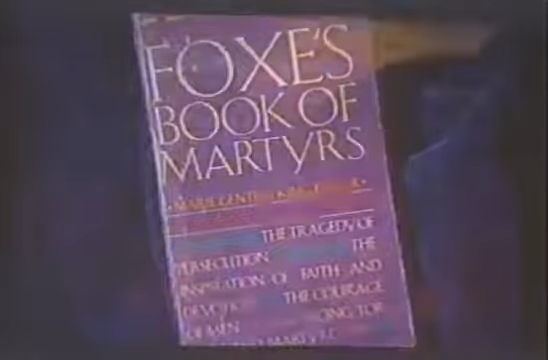 FOXE'S
BOOK OF
MARTYRS
THE TRAGEDY OF
PERSECUTION THE
INSPIRATION OF FAITH AND
THE COURAGE
OF MEN